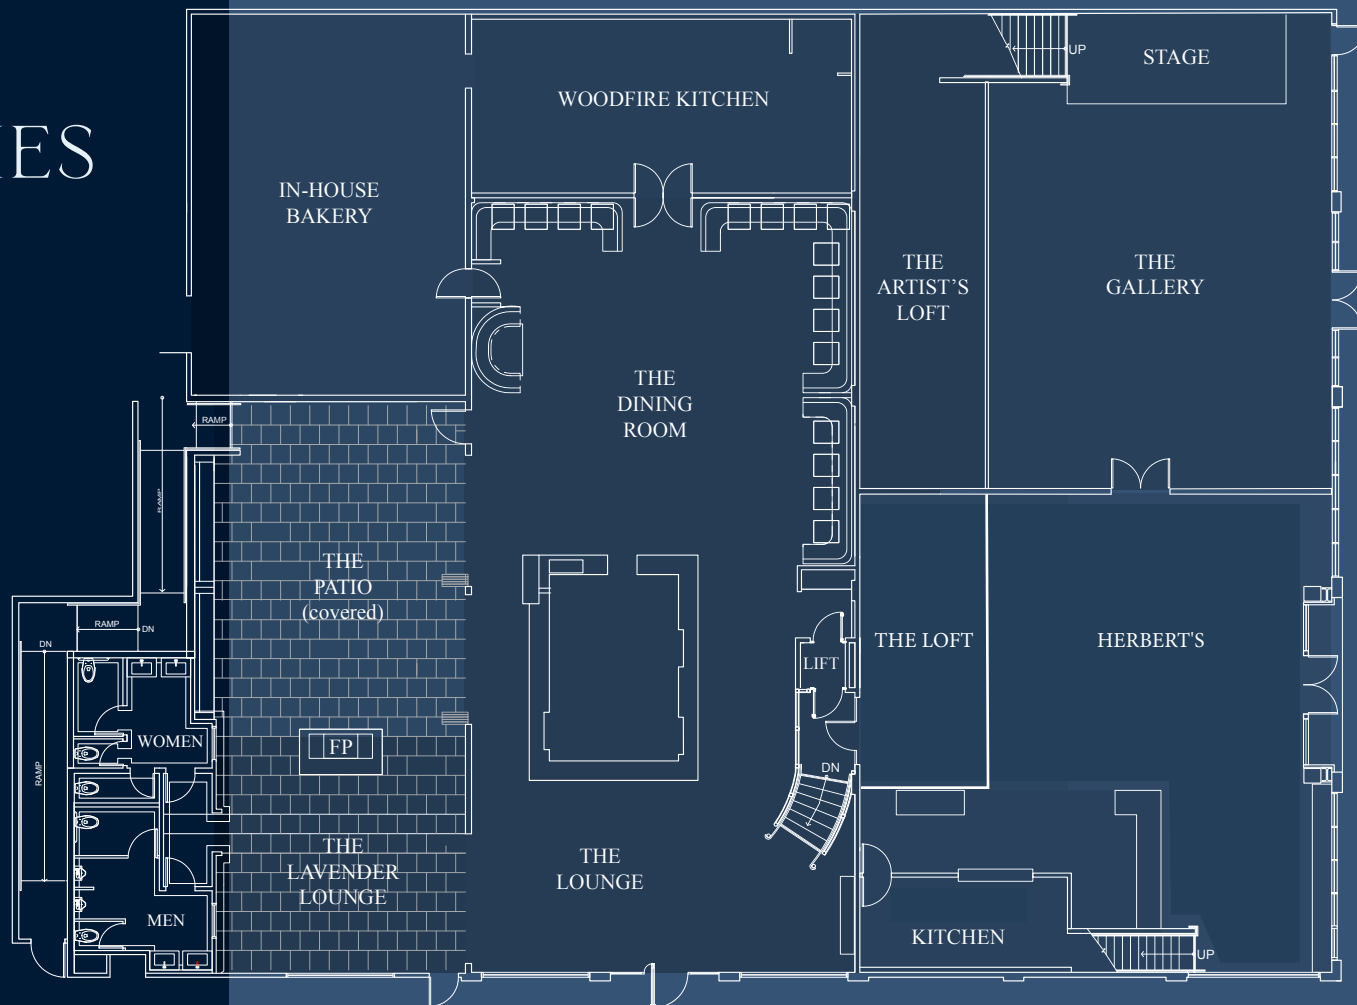 IES
UP
STAGE
WOODFIRE KITCHEN
IN-HOUSE
BAKERY
THE
ARTIST'S
LOFT
THE
GALLERY
THE
DINING
ROOM
RAMP
RAMP
THE
PATIO
(covered)
RAMP
DN
DN
THE LOFT
HERBERT'S
LIFT
WOMEN
FP
RAMP
DN
THE
LAVENDER
LOUNGE
THE
LOUNGE
MEN
KITCHEN
UP